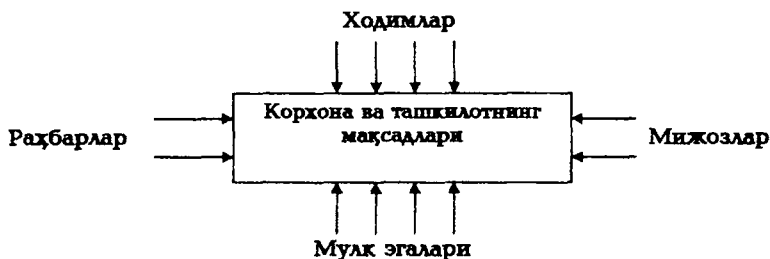 Ходимлар
Корхона ва ташкилотнинг
мақсадлари
Раҳбарлар
Мижозлар
Мулк эгалари